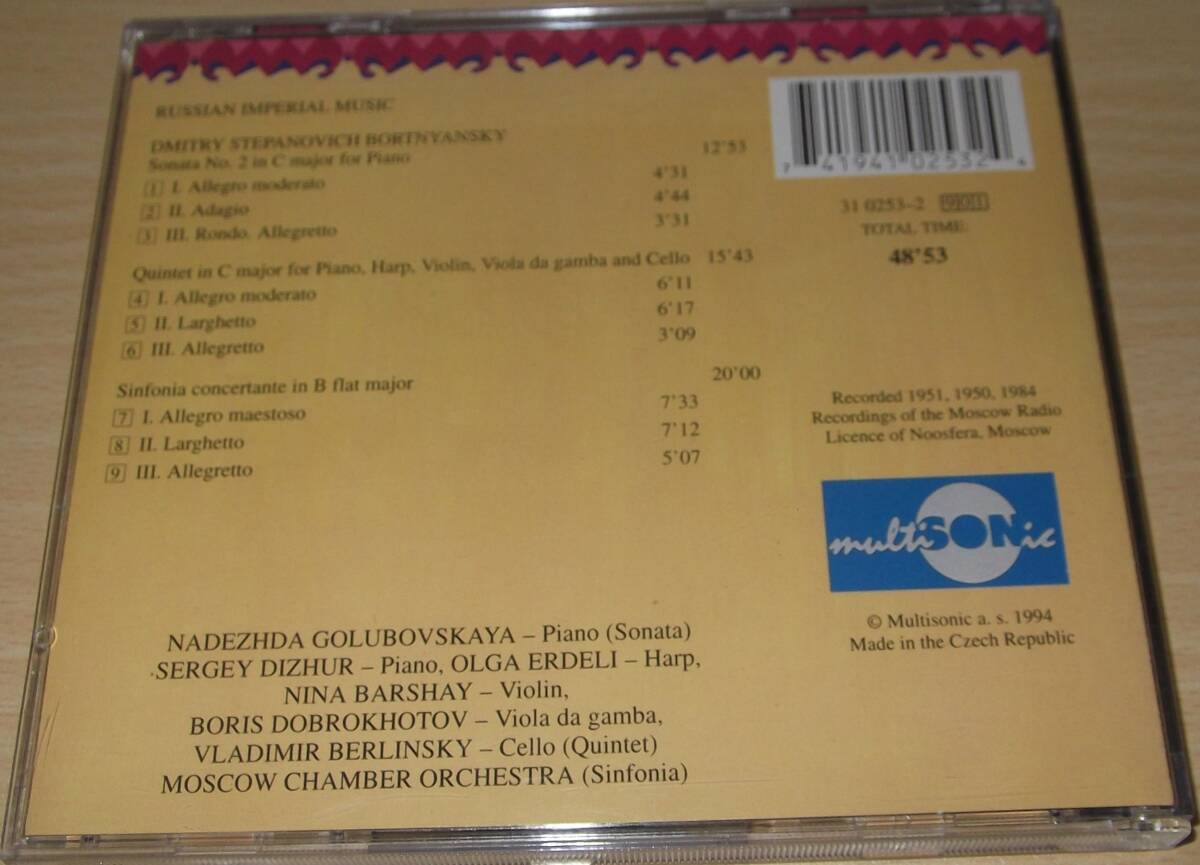 RUSSIAN IMPERIAL MUSIC
DMITRY STEPANOVICH BORTNYANSKY
Sonata No. 2 in C major for Piano 12'53
1 I. Allegro moderato 4'31
2 II. Adagio 4'44
3 III. Rondo. Allegretto 3'31
Quintet in C major for Piano, Harp, Violin, Viola da gamba and Cello 15'43
4 I. Allegro moderato 6'11
5 II. Larghetto 6'17
6 III. Allegretto 3'09
Sinfonia concertante in B flat major 20'00
7 I. Allegro maestoso 7'33
8 II. Larghetto 7'12
9 III. Allegretto 5'07
NADEZHDA GOLUBOVSKAYA – Piano (Sonata)
SERGEY DIZHUR – Piano, OLGA ERDELI – Harp,
NINA BARSHAY – Violin,
BORIS DOBROKHOTOV – Viola da gamba,
VLADIMIR BERLINSKY – Cello (Quintet)
MOSCOW CHAMBER ORCHESTRA (Sinfonia)
7 41941 02532 4
31 0253-2 901
TOTAL TIME:
48'53
Recorded 1951, 1950, 1984
Recordings of the Moscow Radio
Licence of Noosfera, Moscow
multiSONic
© Multisonic a. s. 1994
Made in the Czech Republic